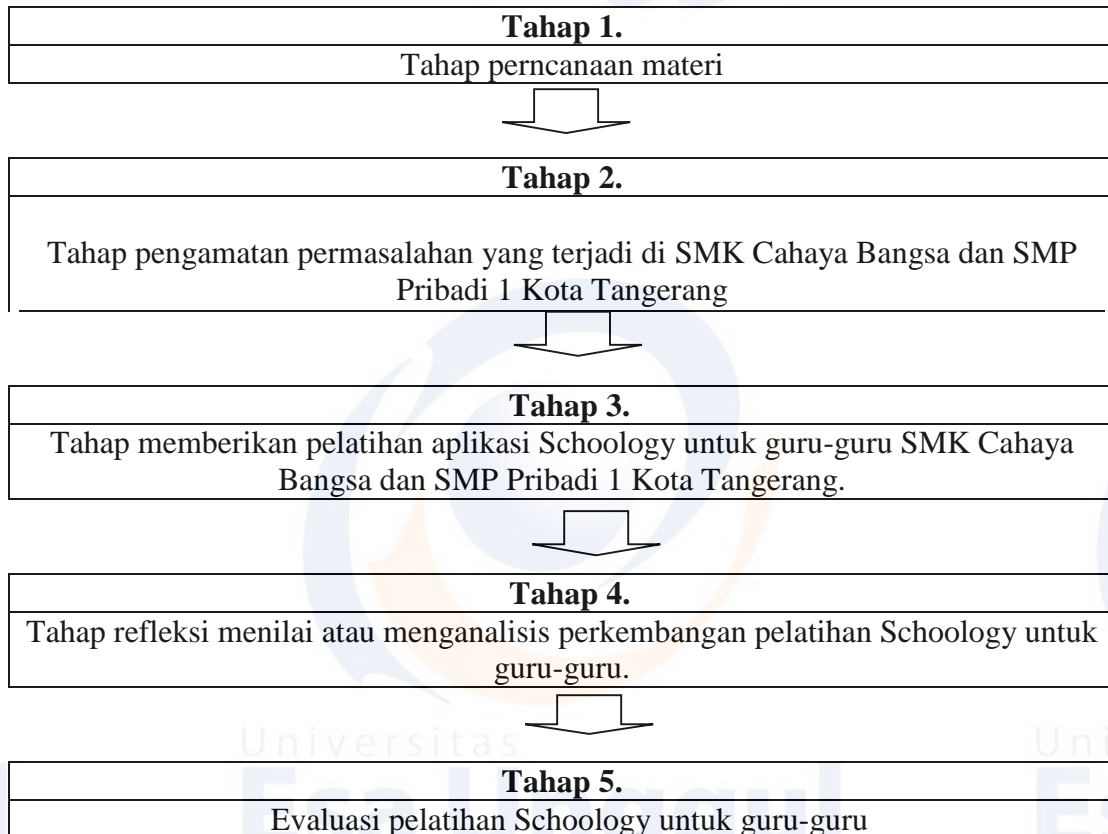 Tahap 1.
Tahap perncanaan materi
Tahap 2.
Tahap pengamatan permasalahan yang terjadi di SMK Cahaya Bangsa dan SMP
Pribadi 1 Kota Tangerang
Tahap 3.
Tahap memberikan pelatihan aplikasi Schoology untuk guru-guru SMK Cahaya
Bangsa dan SMP Pribadi 1 Kota Tangerang.
Tahap 4.
Tahap refleksi menilai atau menganalisis perkembangan pelatihan Schoology untuk
guru-guru.
Universitas
Tahap 5.
Evaluasi pelatihan Schoology untuk guru-guru